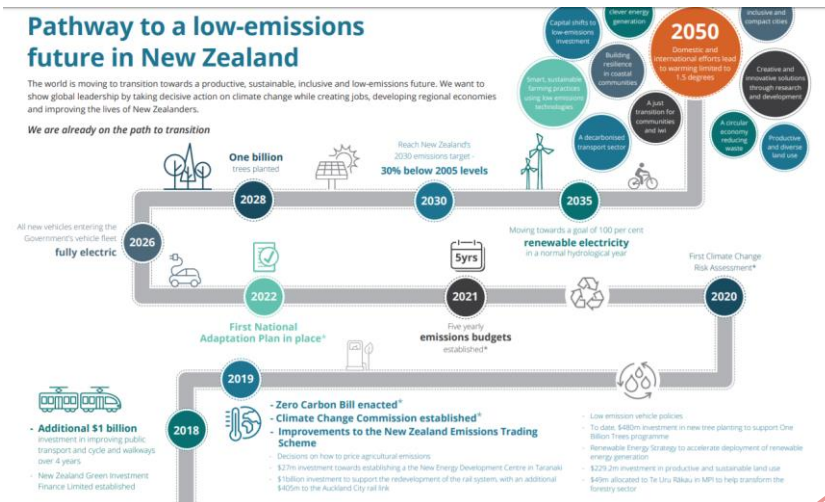 Pathway to a low-emissions
future in New Zealand
The world is moving to transition towards a productive, sustainable, inclusive and low-emissions future. We want to
show global leadership by taking decisive action on climate change while creating jobs, developing regional economies
and improving the lives of New Zealanders.
We are already on the path to transition
Capital shifts to
low-emissions
investment
clever energy
generation
2050
Domestic and
international efforts lead
to warming limited to
1.5 degrees
inclusive and
compact cities
Building
resilience
in coastal
communities
Smart, sustainable
farming practices
using low emissions
technologies
Creative and
innovative solutions
through research
and development
A just
transition for
communities
and iwi
A decarbonised
transport sector
A circular
economy
reducing
waste
Productive
and diverse
land use
One billion
trees planted
2028
Reach New Zealand's
2030 emissions target -
30% below 2005 levels
2030
2035
Moving towards a goal of 100 per cent
renewable electricity
in a normal hydrological year
All new vehicles entering the
Government's vehicle fleet
fully electric
2026
2022
First National
Adaptation Plan in place*
5yrs
2021
Five yearly
emissions budgets
established*
First Climate Change
Risk Assessment*
2020
2019
- Zero Carbon Bill enacted*
- Climate Change Commission established*
- Improvements to the New Zealand Emissions Trading
Scheme
- Decisions on how to price agricultural emissions
- $27m investment towards establishing a the New Energy Development Centre in Taranaki
- $1billion investment to support the redevelopment of the rail system, with an additional
$405m to the Auckland City rail link
- Low emission vehicle policies
- To date, $480m investment in new tree planting to support One
Billion Trees programme
- Renewable Energy Strategy to accelerate deployment of renewable
energy generation
- $229.2m investment in productive and sustainable land use
- $49m allocated to Te Uru Rākau in MPI to help transform the
forestry sector
2018
- Additional $1 billion
investment in improving public
transport and cycle and walkways
over 4 years
- New Zealand Green Investment
Finance Limited established